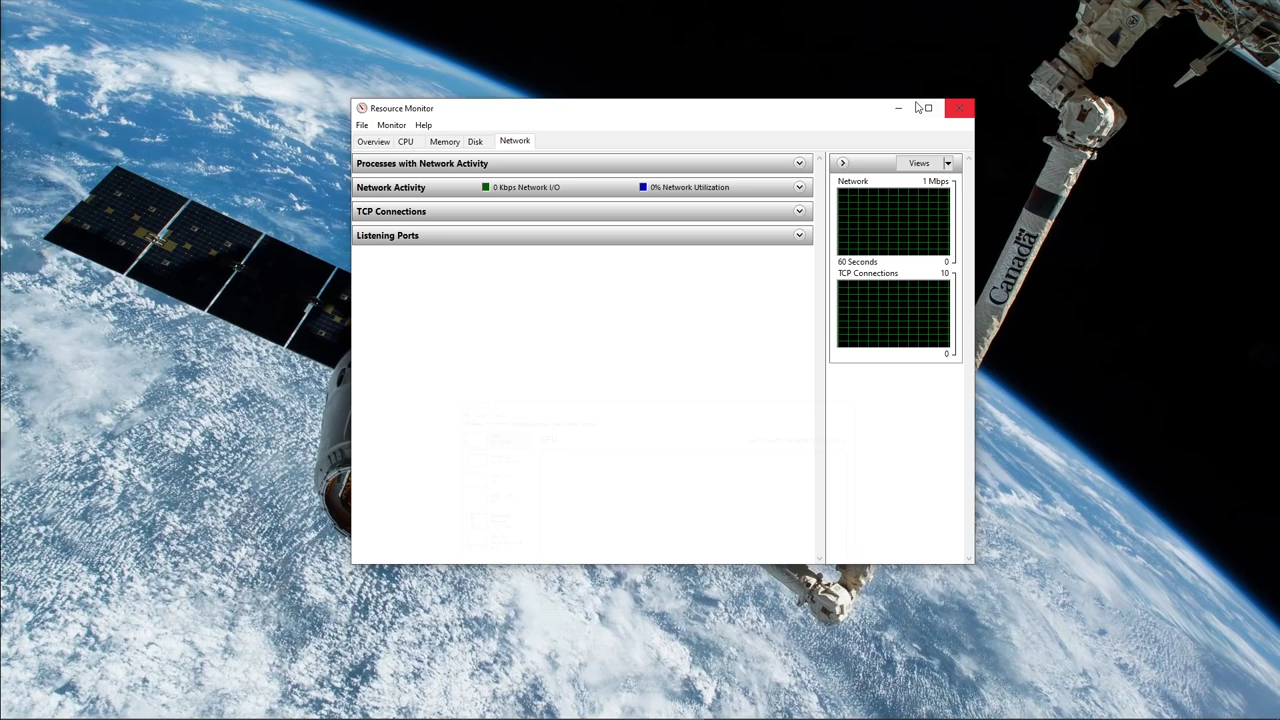 Resource Monitor
File Monitor Help
Overview CPU Memory Disk Network
Processes with Network Activity
Network Activity 0 Kbps Network I/O 0% Network Utilization
TCP Connections
Listening Ports
Views
Network 1 Mbps
60 Seconds 0
TCP Connections 10
0
Canada
CPU